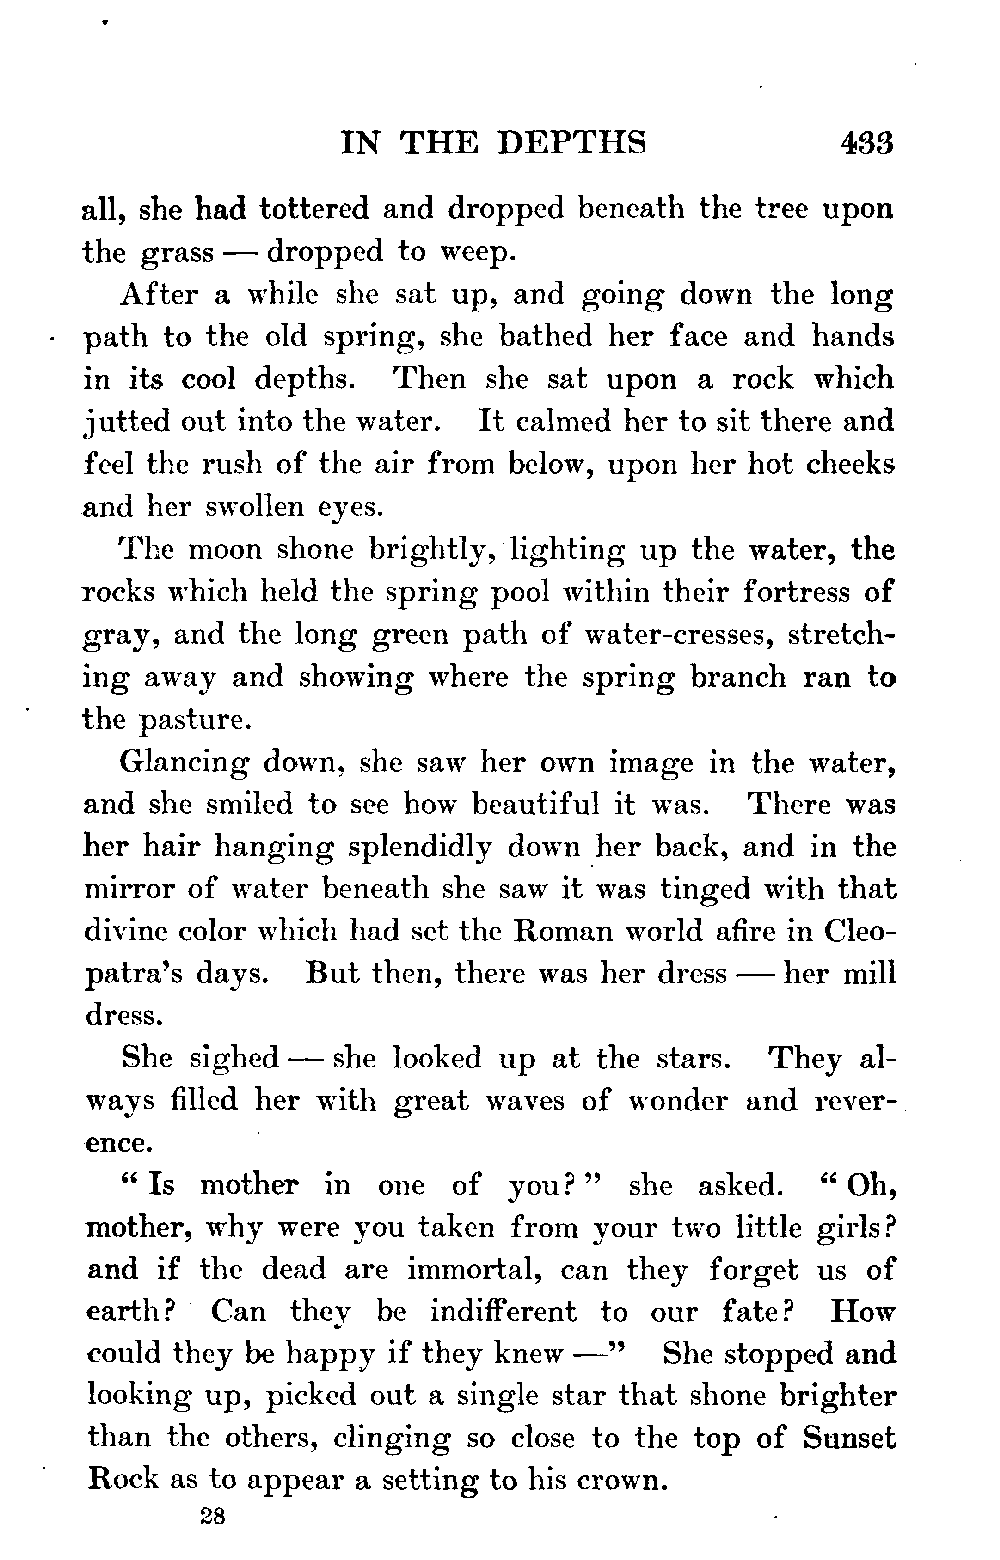 IN THE DEPTHS 433
all, she had tottered and dropped beneath the tree upon
the grass — dropped to weep.
After a while she sat up, and going down the long
path to the old spring, she bathed her face and hands
in its cool depths. Then she sat upon a rock which
jutted out into the water. It calmed her to sit there and
feel the rush of the air from below, upon her hot cheeks
and her swollen eyes.
The moon shone brightly, lighting up the water, the
rocks which held the spring pool within their fortress of
gray, and the long green path of water-cresses, stretch-
ing away and showing where the spring branch ran to
the pasture.
Glancing down, she saw her own image in the water,
and she smiled to see how beautiful it was. There was
her hair hanging splendidly down her back, and in the
mirror of water beneath she saw it was tinged with that
divine color which had set the Roman world afire in Cleo-
patra's days. But then, there was her dress — her mill
dress.
She sighed — she looked up at the stars. They al-
ways filled her with great waves of wonder and rever-
ence.
" Is mother in one of you? " she asked. " Oh,
mother, why were you taken from your two little girls?
and if the dead are immortal, can they forget us of
earth? Can they be indifferent to our fate? How
could they be happy if they knew —" She stopped and
looking up, picked out a single star that shone brighter
than the others, clinging so close to the top of Sunset
Rock as to appear a setting to his crown.
28